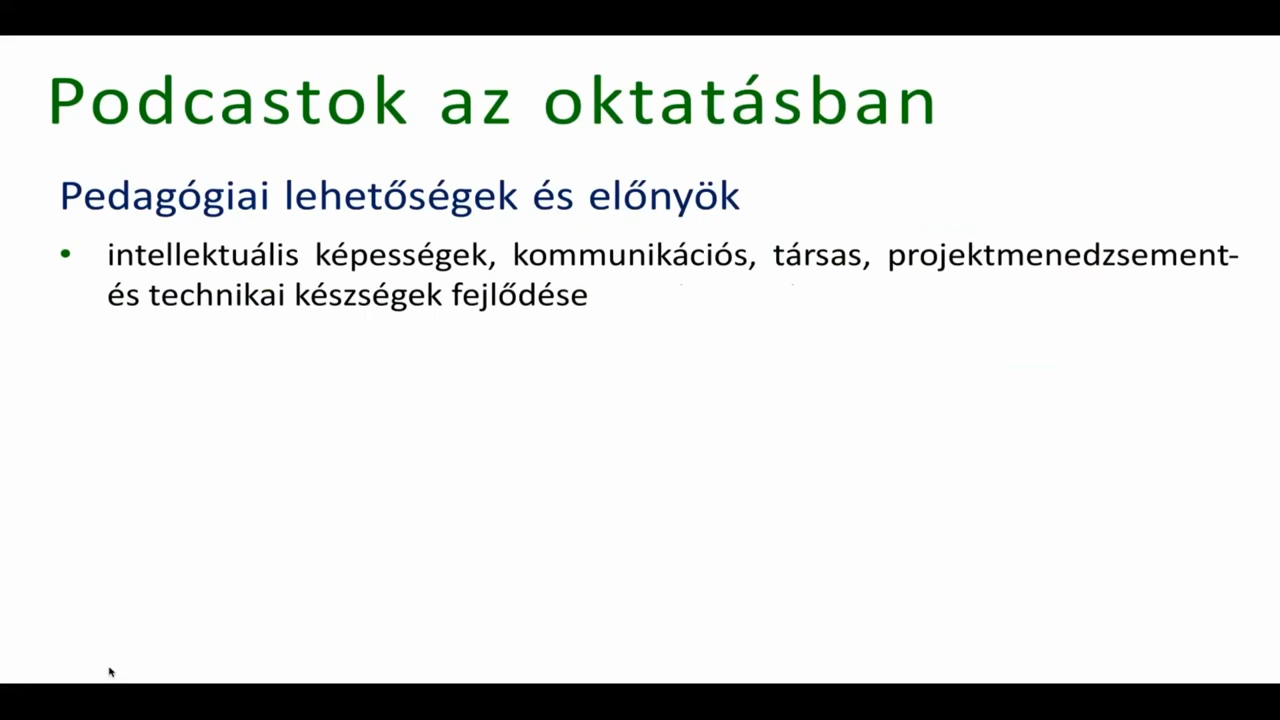 Podcastok az oktatásban
Pedagógiai lehetőségek és előnyök
• intellektuális képességek, kommunikációs, társas, projektmenedzsement-
és technikai készségek fejlődése